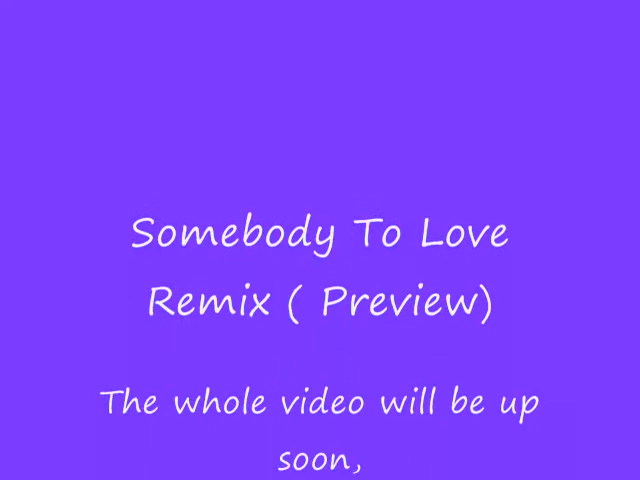 Somebody To Love
Remix ( Preview)
The whole video will be up
soon,